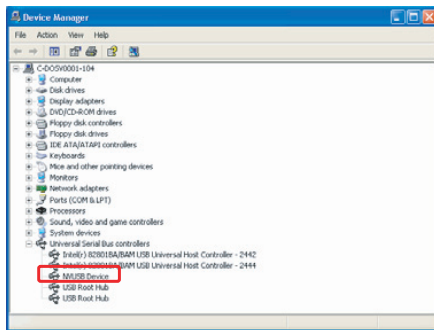 Device Manager
File Action View Help
C-DOSV0001-104
Computer
Disk drives
Display adapters
DVD/CD-ROM drives
Floppy disk controllers
Floppy disk drives
IDE ATA/ATAPI controllers
Keyboards
Mice and other pointing devices
Monitors
Network adapters
Ports (COM & LPT)
Processors
Sound, video and game controllers
System devices
Universal Serial Bus controllers
Intel(r) 82801BA/BAM USB Universal Host Controller - 2442
Intel(r) 82801BA/BAM USB Universal Host Controller - 2444
NYUSB Device
USB Root Hub
USB Root Hub